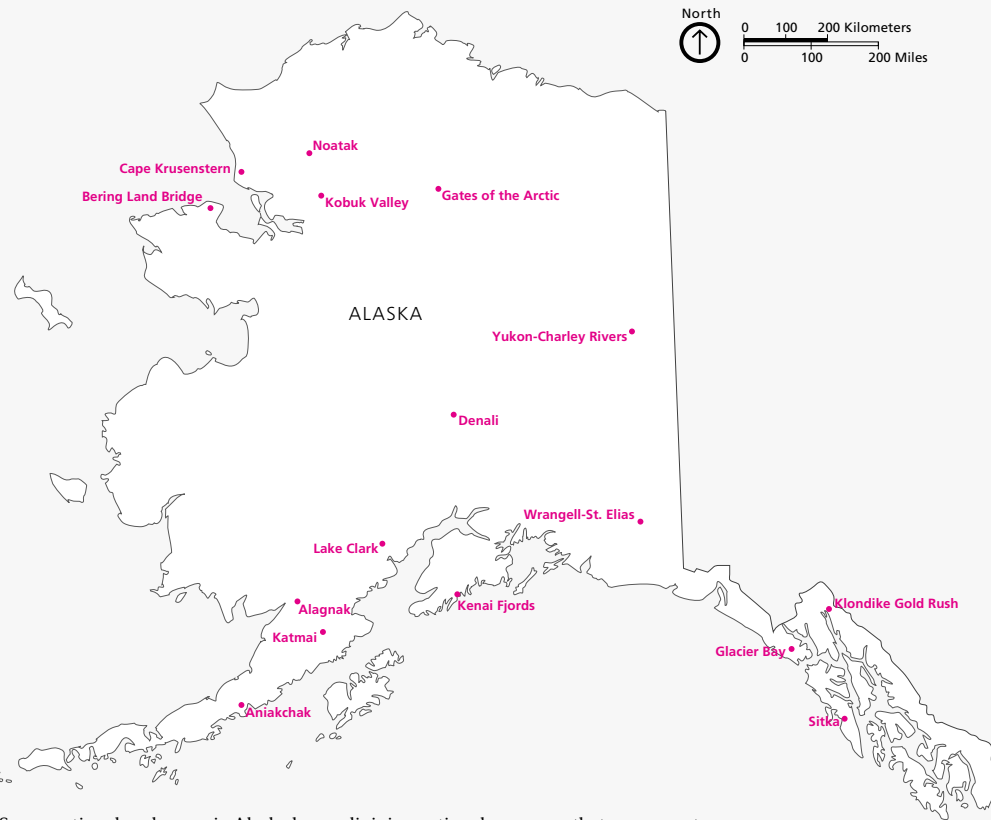 North
0 100 200 Kilometers
0 100 200 Miles
Noatak
Cape Krusenstern
Bering Land Bridge
Kobuk Valley
Gates of the Arctic
ALASKA
Yukon-Charley Rivers
Denali
Wrangell-St. Elias
Lake Clark
Alagnak
Kenai Fjords
Klondike Gold Rush
Katmai
Glacier Bay
Aniakchak
Sitka